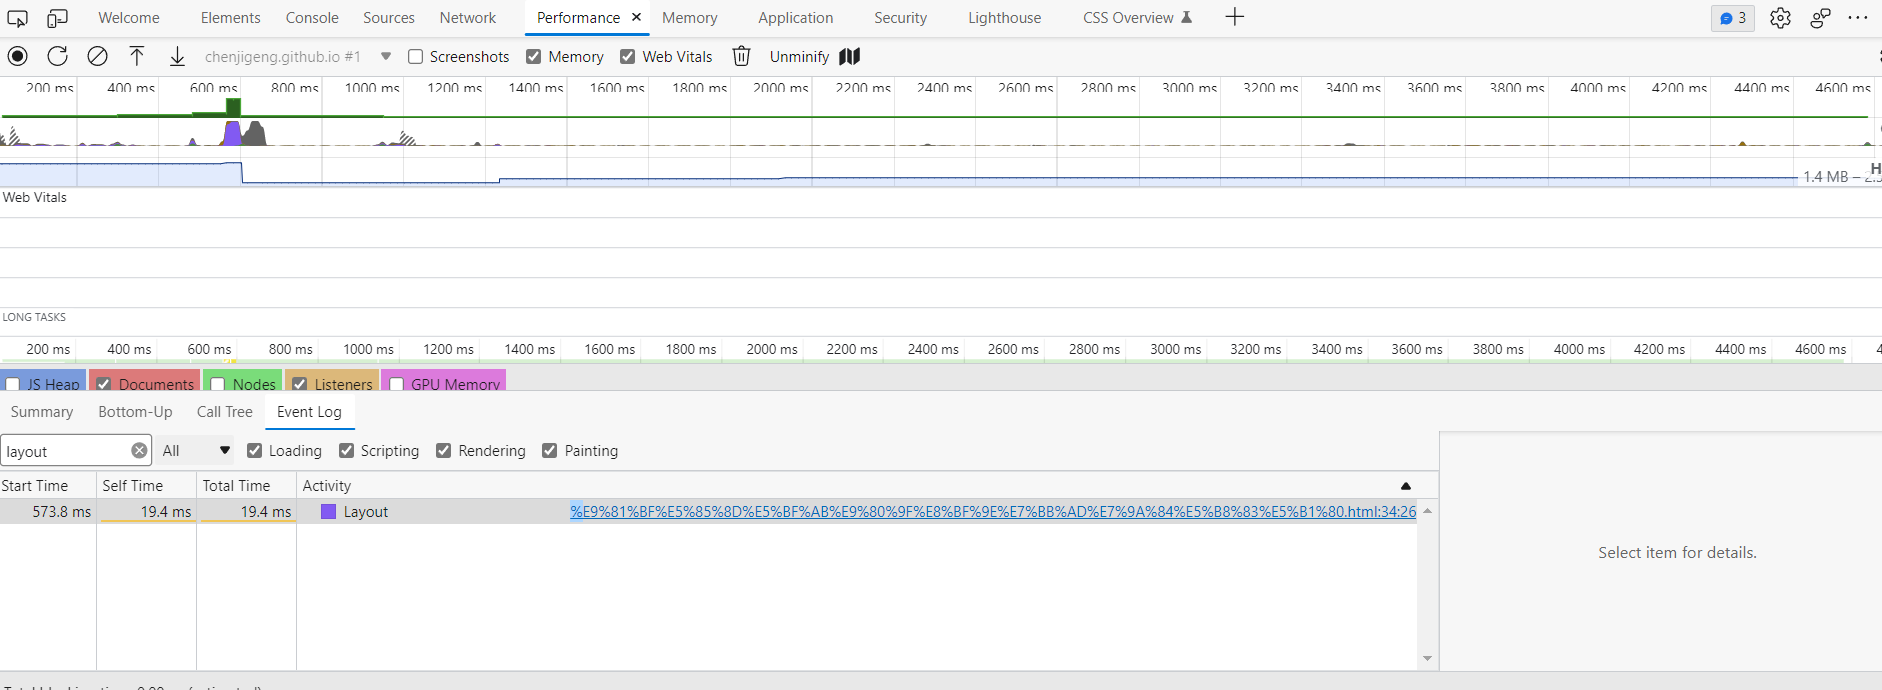 Welcome Elements Console Sources Network Performance Memory Application Security Lighthouse CSS Overview 3
chenjigeng.github.io #1 Screenshots Memory Web Vitals Unminify
200 ms 400 ms 600 ms 800 ms 1000 ms 1200 ms 1400 ms 1600 ms 1800 ms 2000 ms 2200 ms 2400 ms 2600 ms 2800 ms 3000 ms 3200 ms 3400 ms 3600 ms 3800 ms 4000 ms 4200 ms 4400 ms 4600 ms
H
1.4 MB –
Web Vitals
LONG TASKS
200 ms 400 ms 600 ms 800 ms 1000 ms 1200 ms 1400 ms 1600 ms 1800 ms 2000 ms 2200 ms 2400 ms 2600 ms 2800 ms 3000 ms 3200 ms 3400 ms 3600 ms 3800 ms 4000 ms 4200 ms 4400 ms 4600 ms 4
JS Heap Documents Nodes Listeners GPU Memory
Summary Bottom-Up Call Tree Event Log
layout All Loading Scripting Rendering Painting
Start Time Self Time Total Time Activity
573.8 ms 19.4 ms 19.4 ms Layout %E9%81%BF%E5%85%8D%E5%BF%AB%E9%80%9F%E8%BF%9E%E7%BB%AD%E7%9A%84%E5%B8%83%E5%B1%80.html:34:26
Select item for details.